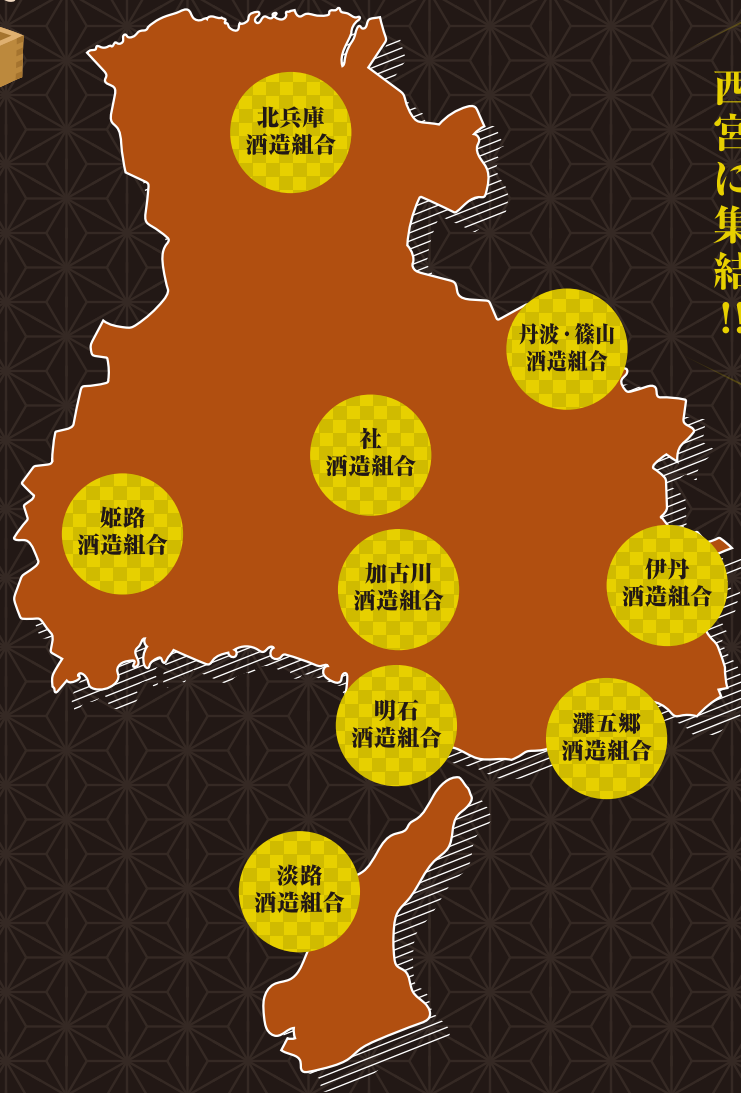 西宮に集結!!
北兵庫
酒造組合
丹波・篠山
酒造組合
社
酒造組合
姫路
酒造組合
加古川
酒造組合
伊丹
酒造組合
明石
酒造組合
灘五郷
酒造組合
淡路
酒造組合